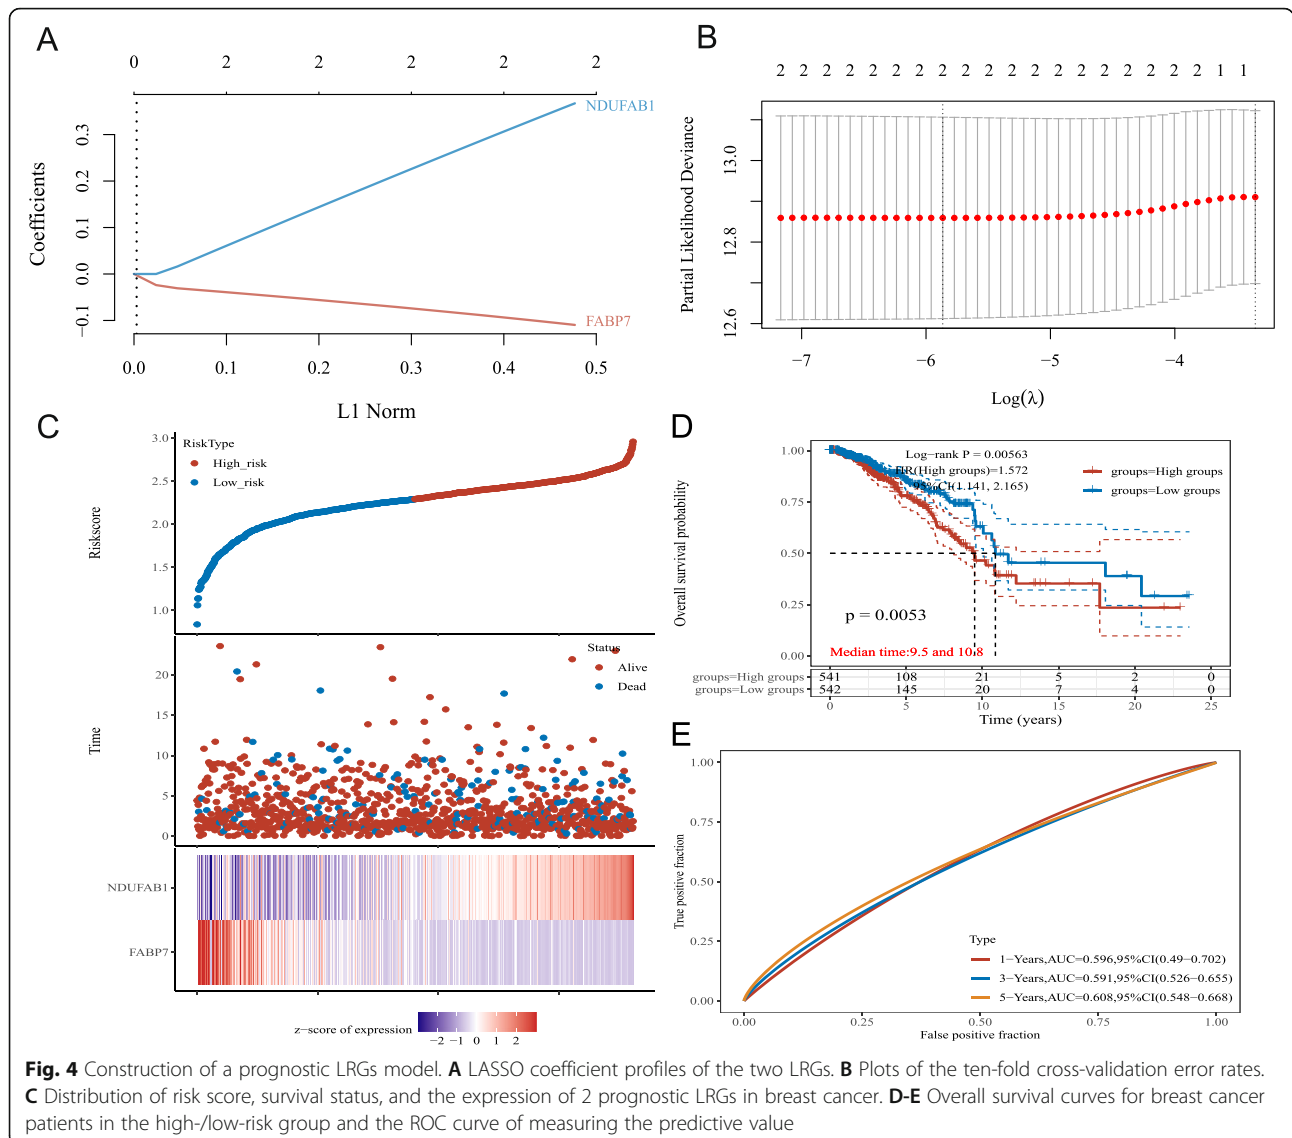 A
0 2 2 2 2 2
NDUFAB1
FABP7
Coefficients
0.3
0.2
0.1
0.0
−0.1
0.0 0.1 0.2 0.3 0.4 0.5
L1 Norm
B
2 2 2 2 2 2 2 2 2 2 2 2 2 2 2 2 2 2 2 1 1
Partial Likelihood Deviance
13.0
12.8
12.6
−7 −6 −5 −4
Log(λ)
C
RiskType
High_risk
Low_risk
Riskscore
3.0
2.5
2.0
1.5
1.0
Status
Alive
Dead
Time
20
15
10
5
0
NDUFAB1
FABP7
z−score of expression
−2 −1 0 1 2
D
Log−rank P = 0.00563
HR(High groups)=1.572
95%CI(1.141, 2.165)
groups=High groups
groups=Low groups
Overall survival probability
1.00
0.75
0.50
0.25
0.00
p = 0.0053
Median time:9.5 and 10.8
groups=High groups 541 108 21 5 2 0
groups=Low groups 542 145 20 7 4 0
0 5 10 15 20 25
Time (years)
E
True positive fraction
1.00
0.75
0.50
0.25
0.00
Type
1−Years,AUC=0.596,95%CI(0.49−0.702)
3−Years,AUC=0.591,95%CI(0.526−0.655)
5−Years,AUC=0.608,95%CI(0.548−0.668)
0.00 0.25 0.50 0.75 1.00
False positive fraction
Fig. 4 Construction of a prognostic LRGs model. A LASSO coefficient profiles of the two LRGs. B Plots of the ten-fold cross-validation error rates.
C Distribution of risk score, survival status, and the expression of 2 prognostic LRGs in breast cancer. D-E Overall survival curves for breast cancer
patients in the high-/low-risk group and the ROC curve of measuring the predictive value